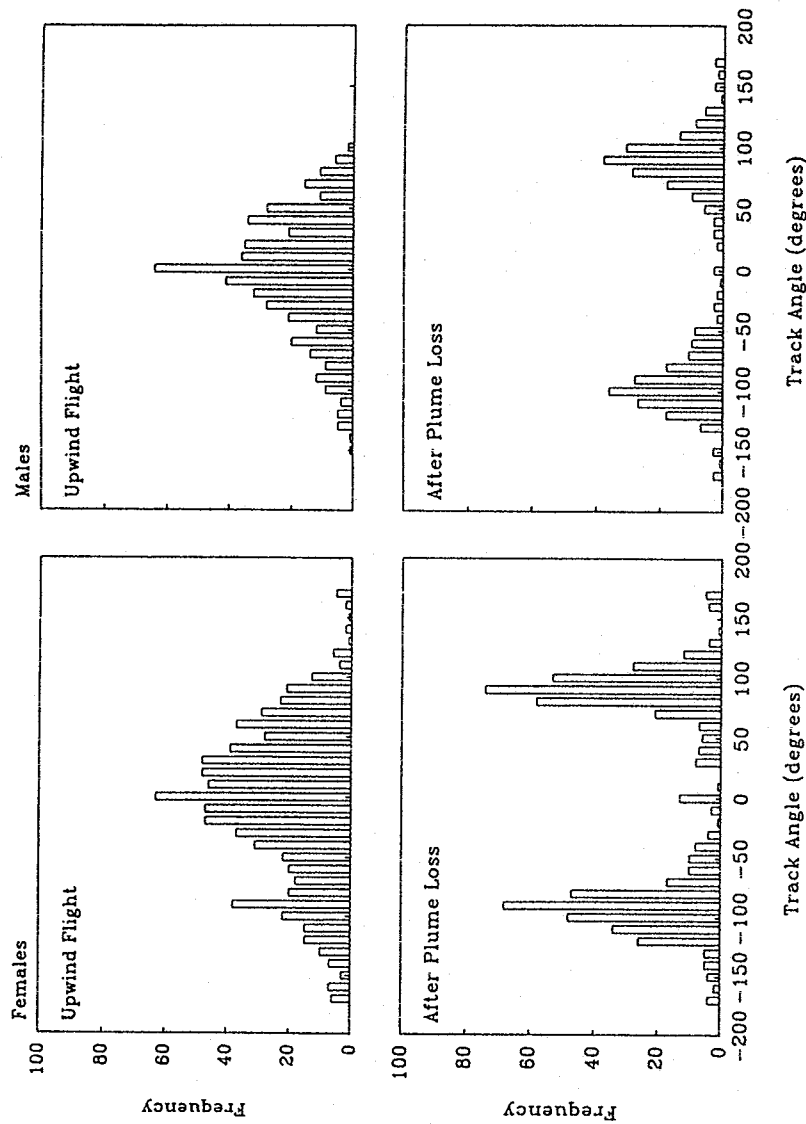 Females
Males
Frequency
100
80
60
40
20
0
Upwind Flight
Upwind Flight
Frequency
100
80
60
40
20
0
After Plume Loss
After Plume Loss
-200 -150 -100 -50 0 50 100 150 200 -200 -150 -100 -50 0 50 100 150 200
Track Angle (degrees)
Track Angle (degrees)